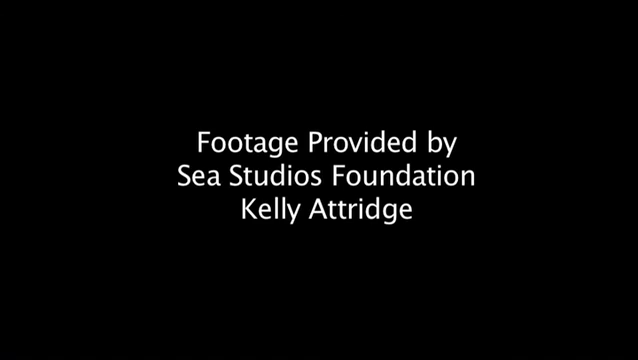 Footage Provided by
Sea Studios Foundation
Kelly Attridge